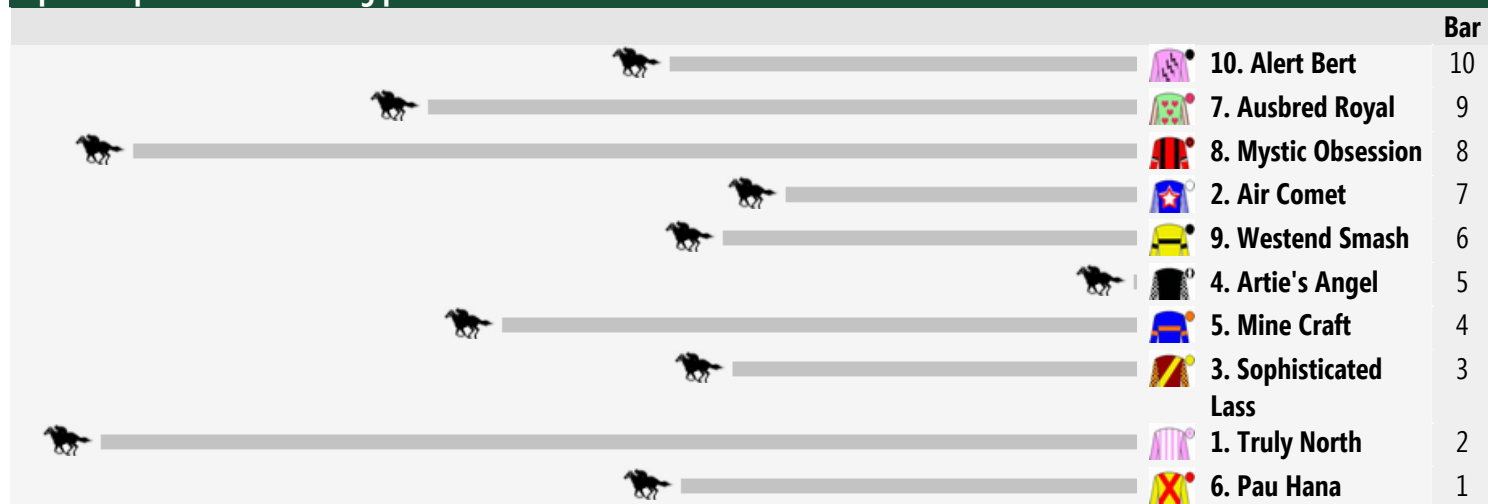 Bar
10. Alert Bert 10
7. Ausbred Royal 9
8. Mystic Obsession 8
2. Air Comet 7
9. Westend Smash 6
4. Artie's Angel 5
5. Mine Craft 4
3. Sophisticated 3
Lass
1. Truly North 2
6. Pau Hana 1